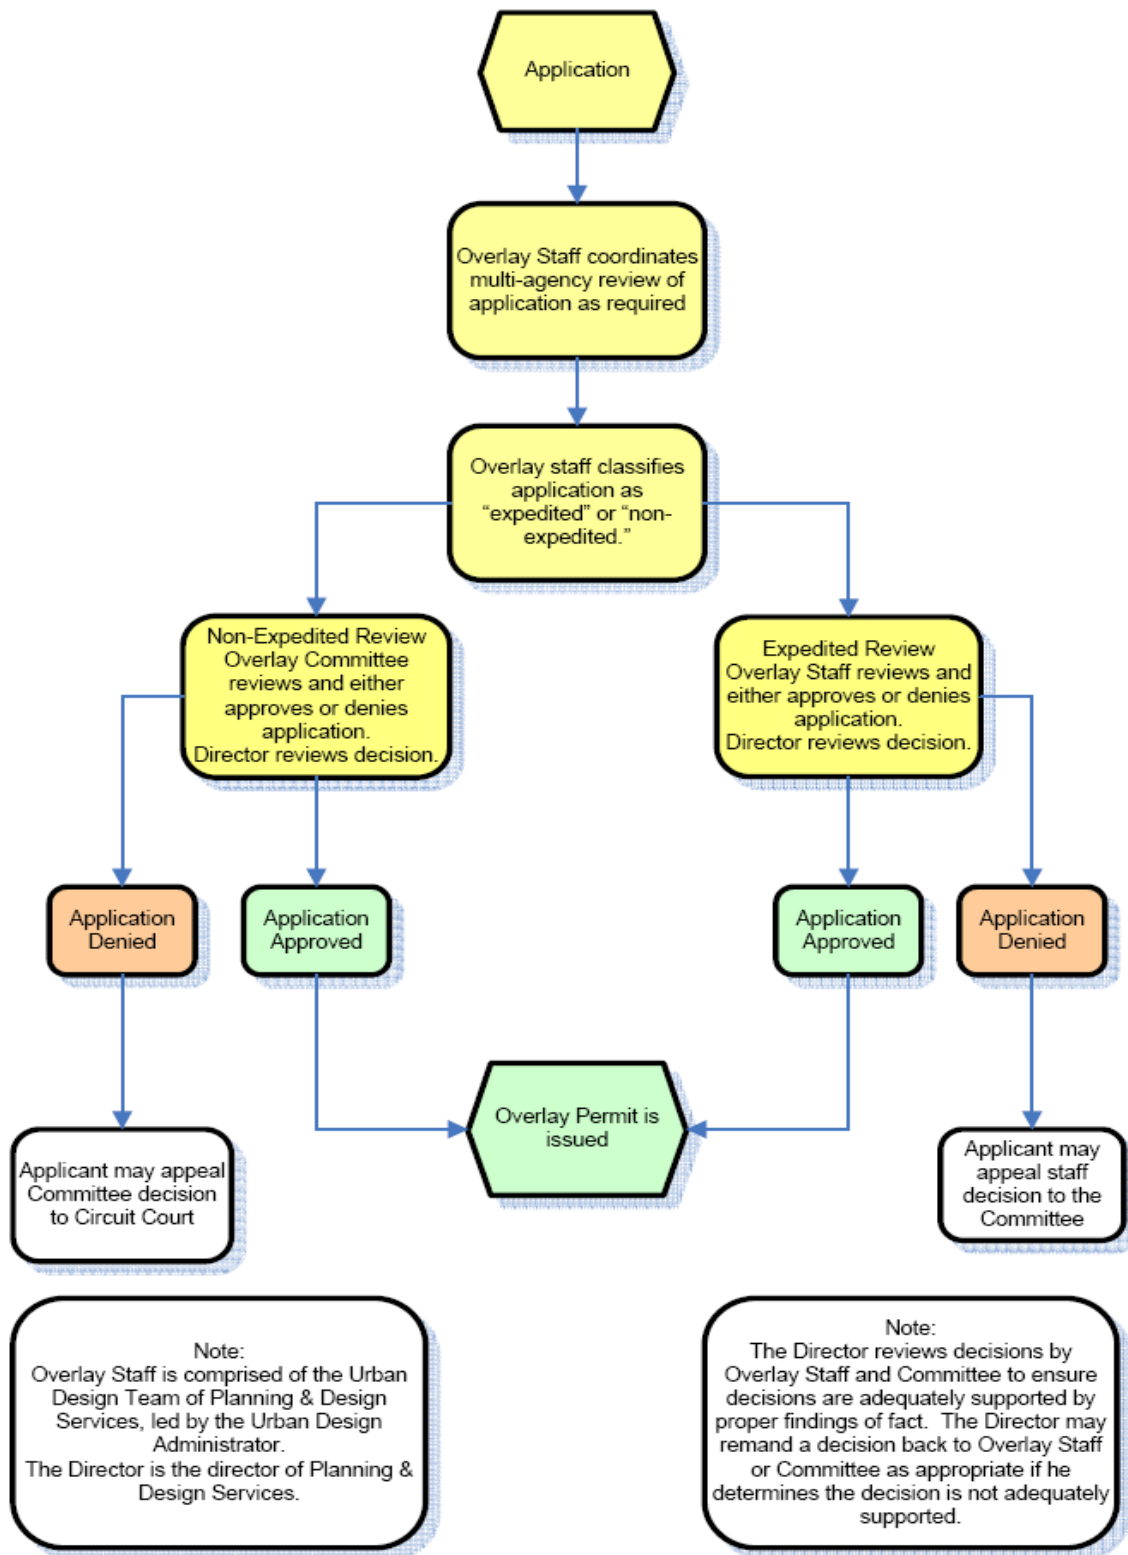 Application
Overlay Staff coordinates
multi-agency review of
application as required
Overlay staff classifies
application as
“expedited” or “non-
expedited.”
Non-Expedited Review
Overlay Committee
reviews and either
approves or denies
application.
Director reviews decision.
Expedited Review
Overlay Staff reviews and
either approves or denies
application.
Director reviews decision.
Application
Denied
Application
Approved
Application
Approved
Application
Denied
Overlay Permit is
issued
Applicant may appeal
Committee decision
to Circuit Court
Applicant may
appeal staff
decision to the
Committee
Note:
Overlay Staff is comprised of the Urban
Design Team of Planning & Design
Services, led by the Urban Design
Administrator.
The Director is the director of Planning &
Design Services.
Note:
The Director reviews decisions by
Overlay Staff and Committee to ensure
decisions are adequately supported by
proper findings of fact.  The Director may
remand a decision back to Overlay Staff
or Committee as appropriate if he
determines the decision is not adequately
supported.